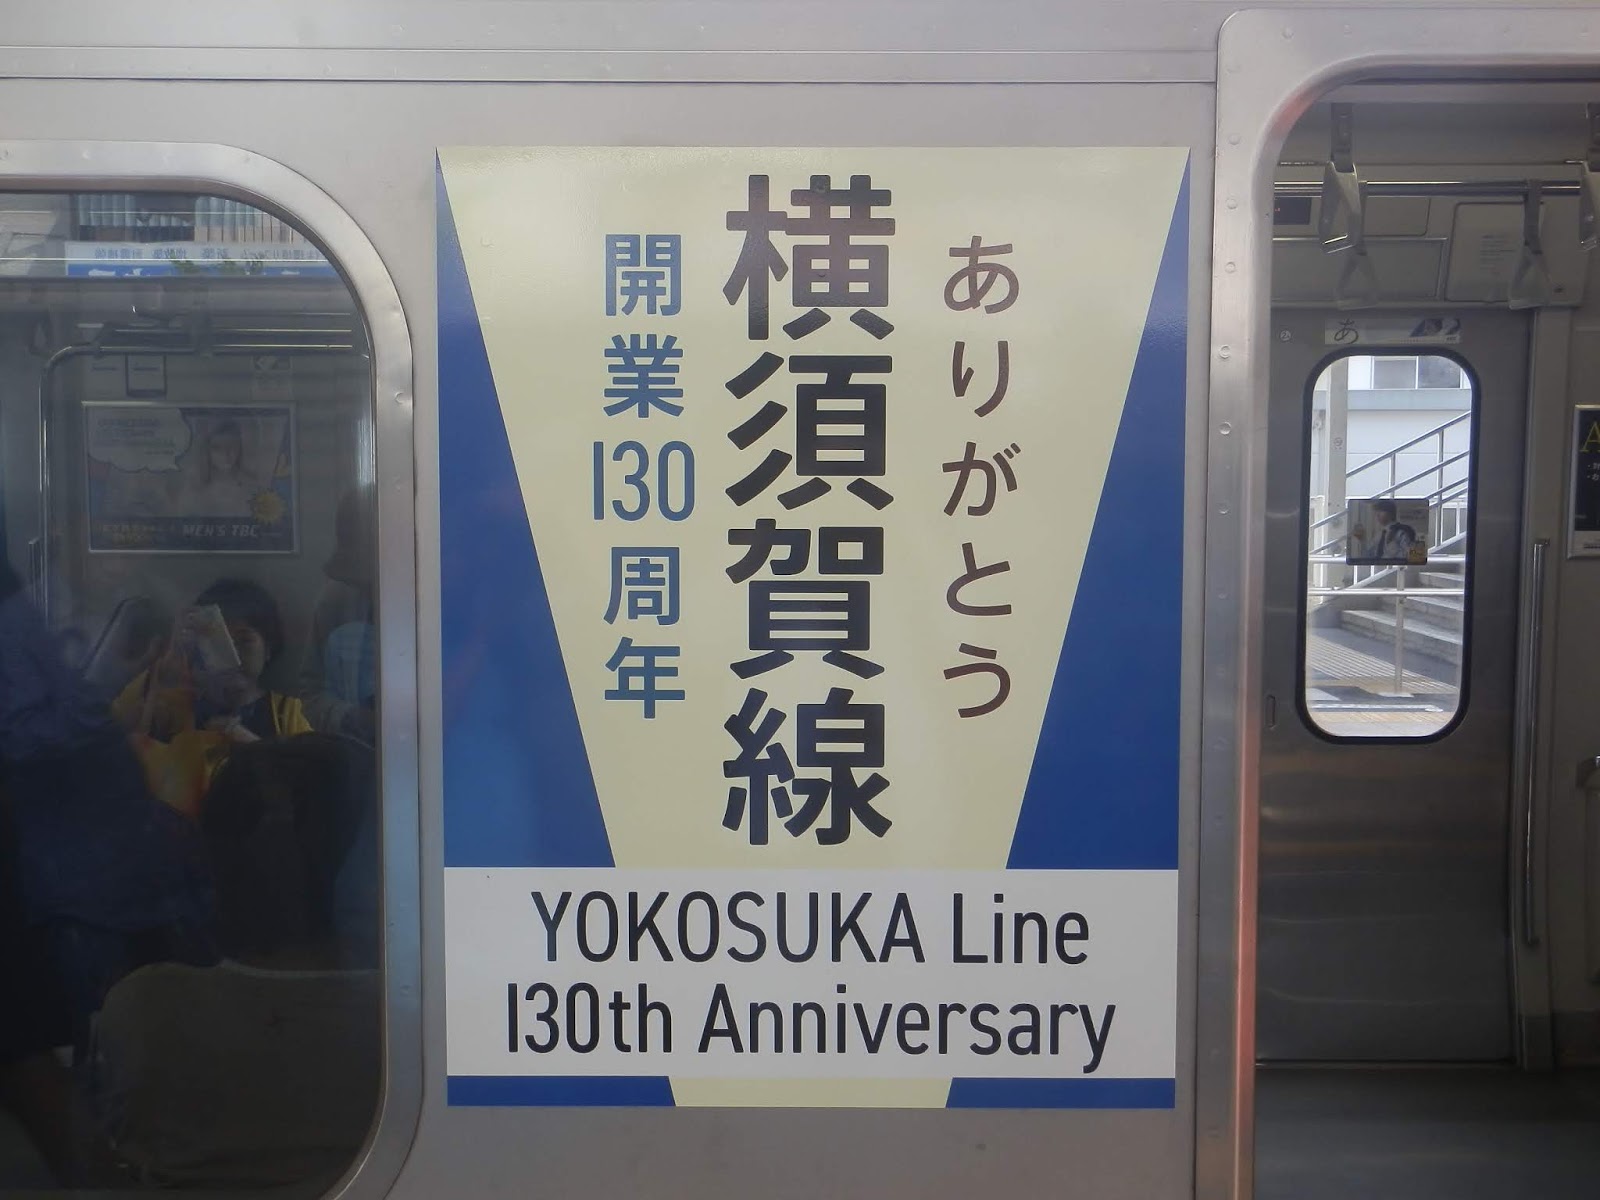 ありがとう
横須賀線
開業130周年
YOKOSUKA Line
130th Anniversary
MEN'S TBC
あ